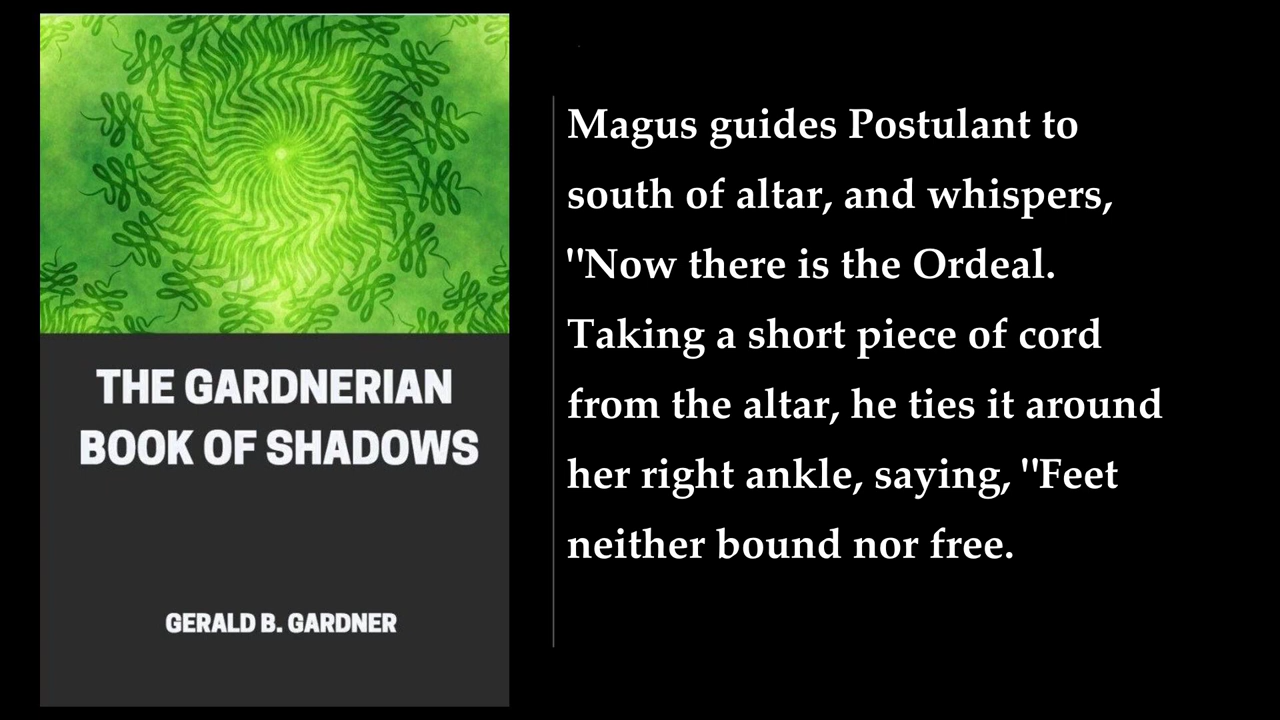 THE GARDNERIAN
BOOK OF SHADOWS
GERALD B. GARDNER
Magus guides Postulant to
south of altar, and whispers,
"Now there is the Ordeal.
Taking a short piece of cord
from the altar, he ties it around
her right ankle, saying, "Feet
neither bound nor free.